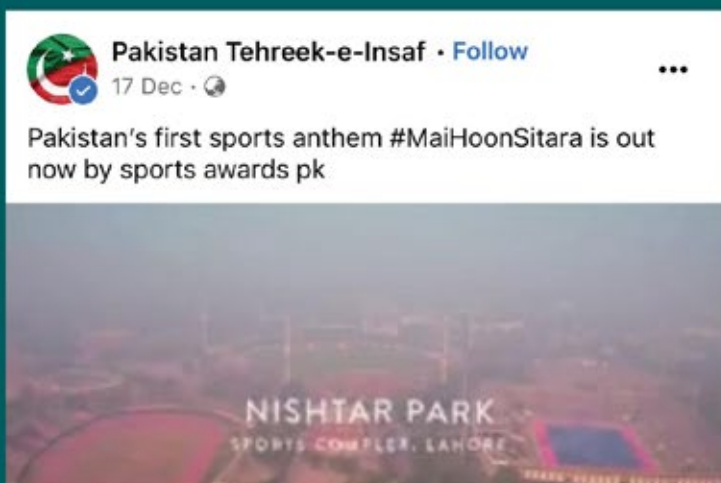 Pakistan Tehreek-e-Insaf · Follow
17 Dec ·
Pakistan's first sports anthem #MaiHoonSitara is out
now by sports awards pk
NISHTAR PARK
SPORTS COMPLEX, LAHORE